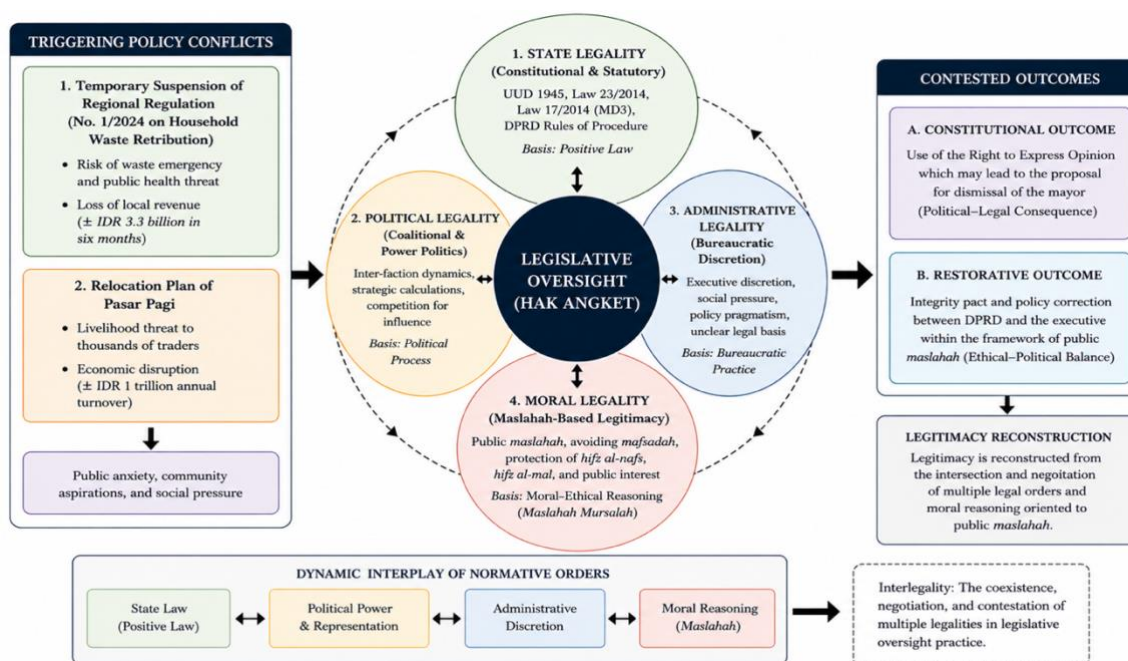 TRIGGERING POLICY CONFLICTS
1. Temporary Suspension of
Regional Regulation
(No. 1/2024 on Household
Waste Retribution)
• Risk of waste emergency
and public health threat
• Loss of local revenue
(± IDR 3.3 billion in
six months)
2. Relocation Plan of
Pasar Pagi
• Livelihood threat to
thousands of traders
• Economic disruption
(± IDR 1 trillion annual
turnover)
Public anxiety, community
aspirations, and social pressure
1. STATE LEGALITY
(Constitutional & Statutory)
UUD 1945, Law 23/2014,
Law 17/2014 (MD3),
DPRD Rules of Procedure
Basis: Positive Law
2. POLITICAL LEGALITY
(Coalitional &
Power Politics)
Inter-faction dynamics,
strategic calculations,
competition for
influence
Basis: Political
Process
LEGISLATIVE
OVERSIGHT
(HAK ANGKET)
3. ADMINISTRATIVE
LEGALITY
(Bureaucratic
Discretion)
Executive discretion,
social pressure,
policy pragmatism,
unclear legal basis
Basis: Bureaucratic
Practice
4. MORAL LEGALITY
(Maslahah-Based Legitimacy)
Public maslahah, avoiding mafsadah,
protection of hifz al-nafs,
hifz al-mal, and public interest
Basis: Moral–Ethical Reasoning
(Maslahah Mursalah)
CONTESTED OUTCOMES
A. CONSTITUTIONAL OUTCOME
Use of the Right to Express Opinion
which may lead to the proposal
for dismissal of the mayor
(Political–Legal Consequence)
B. RESTORATIVE OUTCOME
Integrity pact and policy correction
between DPRD and the executive
within the framework of public
maslahah (Ethical–Political Balance)
LEGITIMACY RECONSTRUCTION
Legitimacy is reconstructed from
the intersection and negoitation
of multiple legal orders and
moral reasoning oriented to
public maslahah.
DYNAMIC INTERPLAY OF NORMATIVE ORDERS
State Law
(Positive Law)
Political Power
& Representation
Administrative
Discretion
Moral Reasoning
(Maslahah)
Interlegality: The coexistence,
negotiation, and contestation of
multiple legalities in legislative
oversight practice.